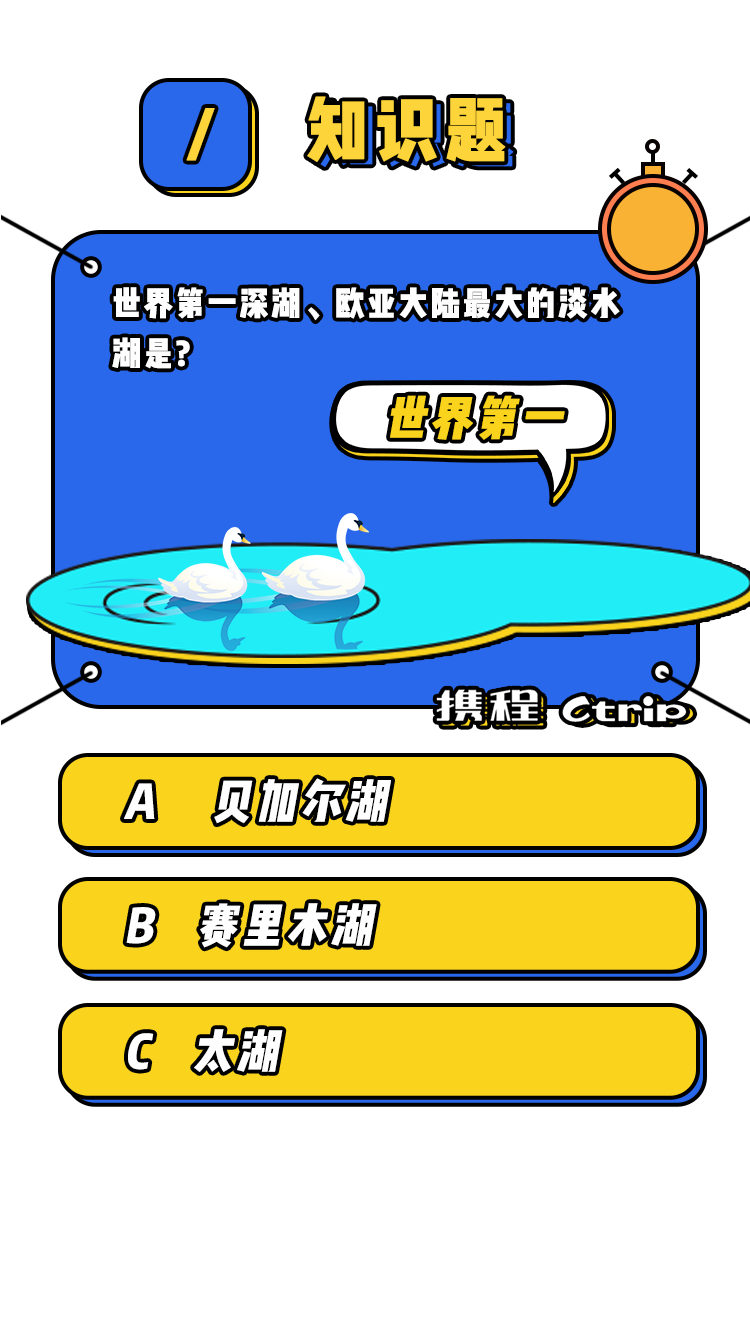 / 知识题
世界第一深湖、欧亚大陆最大的淡水
湖是?
世界第一
携程 Ctrip
A 贝加尔湖
B 赛里木湖
C 太湖